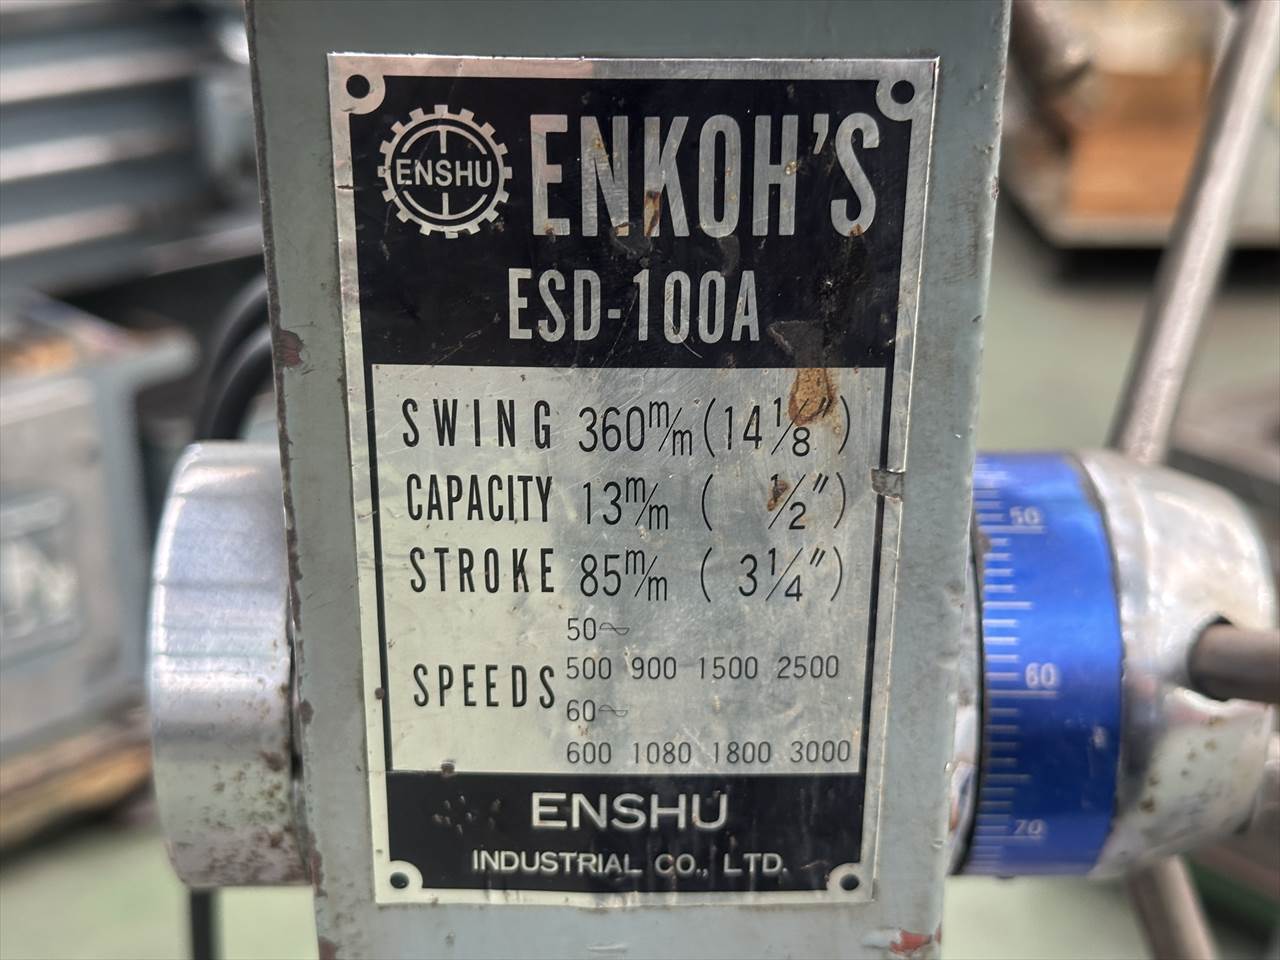 ENSHU
ENKOH'S
ESD-100A
SWING 360m/m (14 1/8")
CAPACITY 13m/m ( 1/2")
STROKE 85m/m ( 3 1/4")
50~
SPEEDS 500 900 1500 2500
60~
600 1080 1800 3000
ENSHU
INDUSTRIAL CO., LTD.
50
60
70